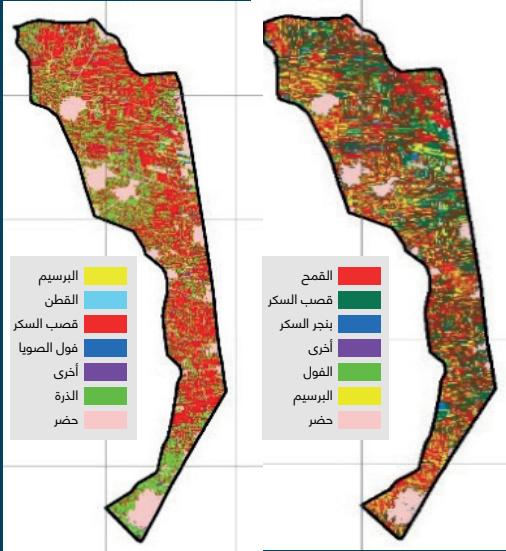 البرسيم
القطن
قصب السكر
فول الصويا
أخرى
الذرة
حضر
القمح
قصب السكر
بنجر السكر
أخرى
الفول
البرسيم
حضر